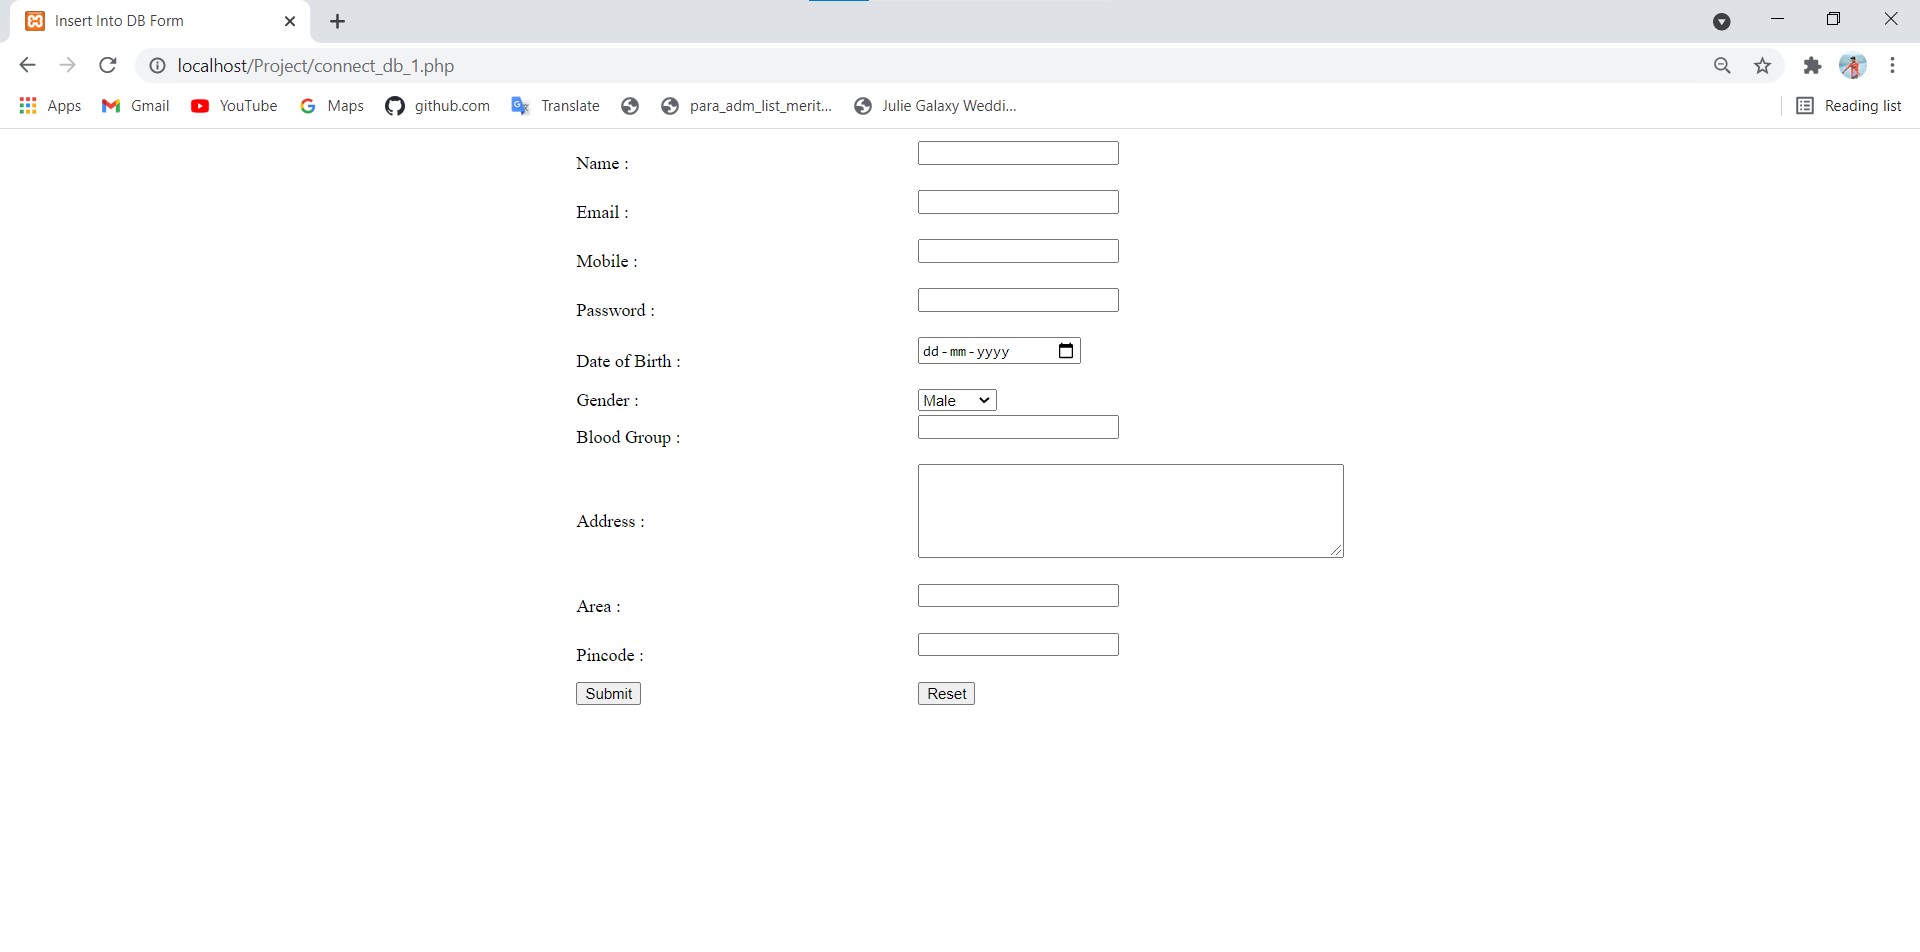 Insert Into DB Form
localhost/Project/connect_db_1.php
Apps Gmail YouTube Maps github.com Translate para_adm_list_merit... Julie Galaxy Weddi... Reading list
Name :
Email :
Mobile :
Password :
Date of Birth : dd-mm-yyyy
Gender : Male
Blood Group :
Address :
Area :
Pincode :
Submit Reset